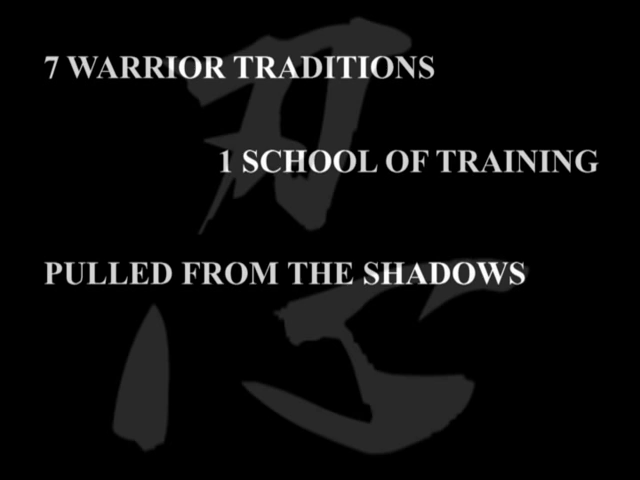 忍
7 WARRIOR TRADITIONS
1 SCHOOL OF TRAINING
PULLED FROM THE SHADOWS